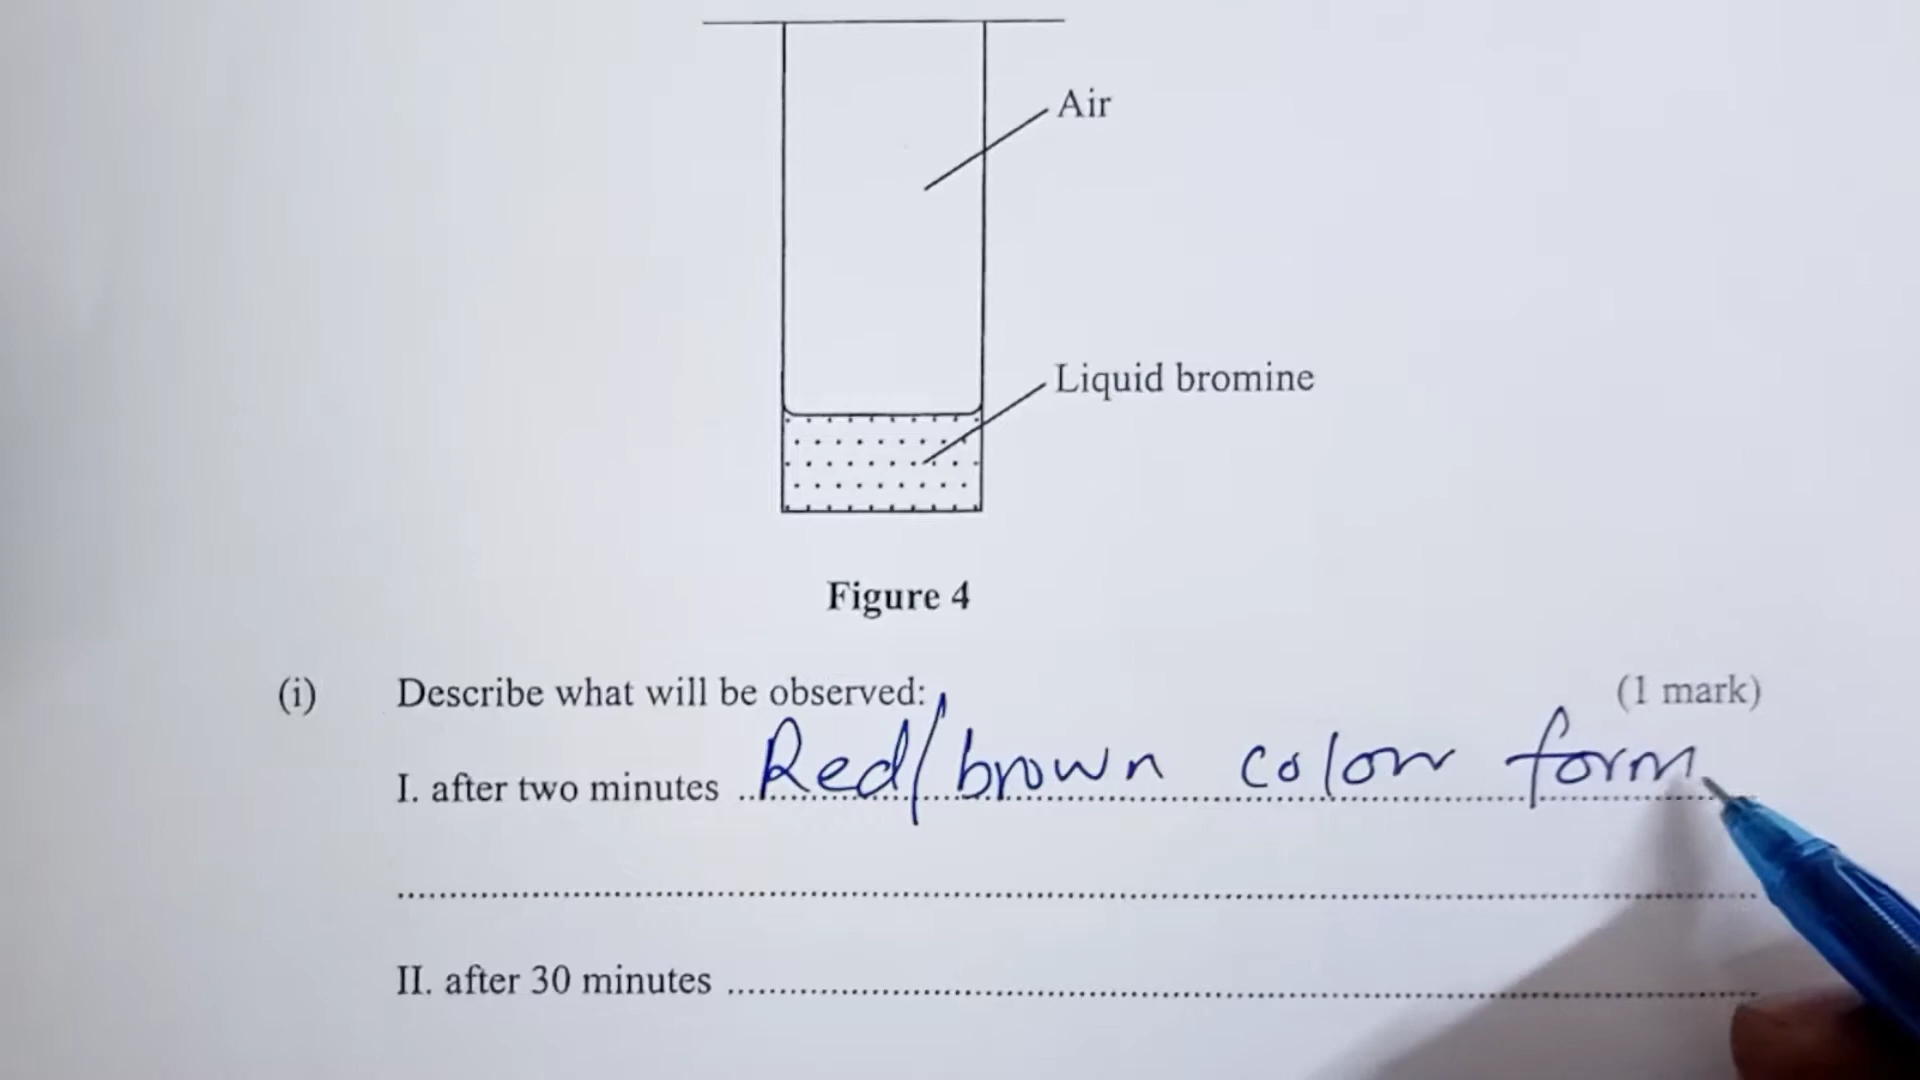 Air
Liquid bromine
Figure 4
(i) Describe what will be observed: (1 mark)
I. after two minutes Red/brown colour form
II. after 30 minutes